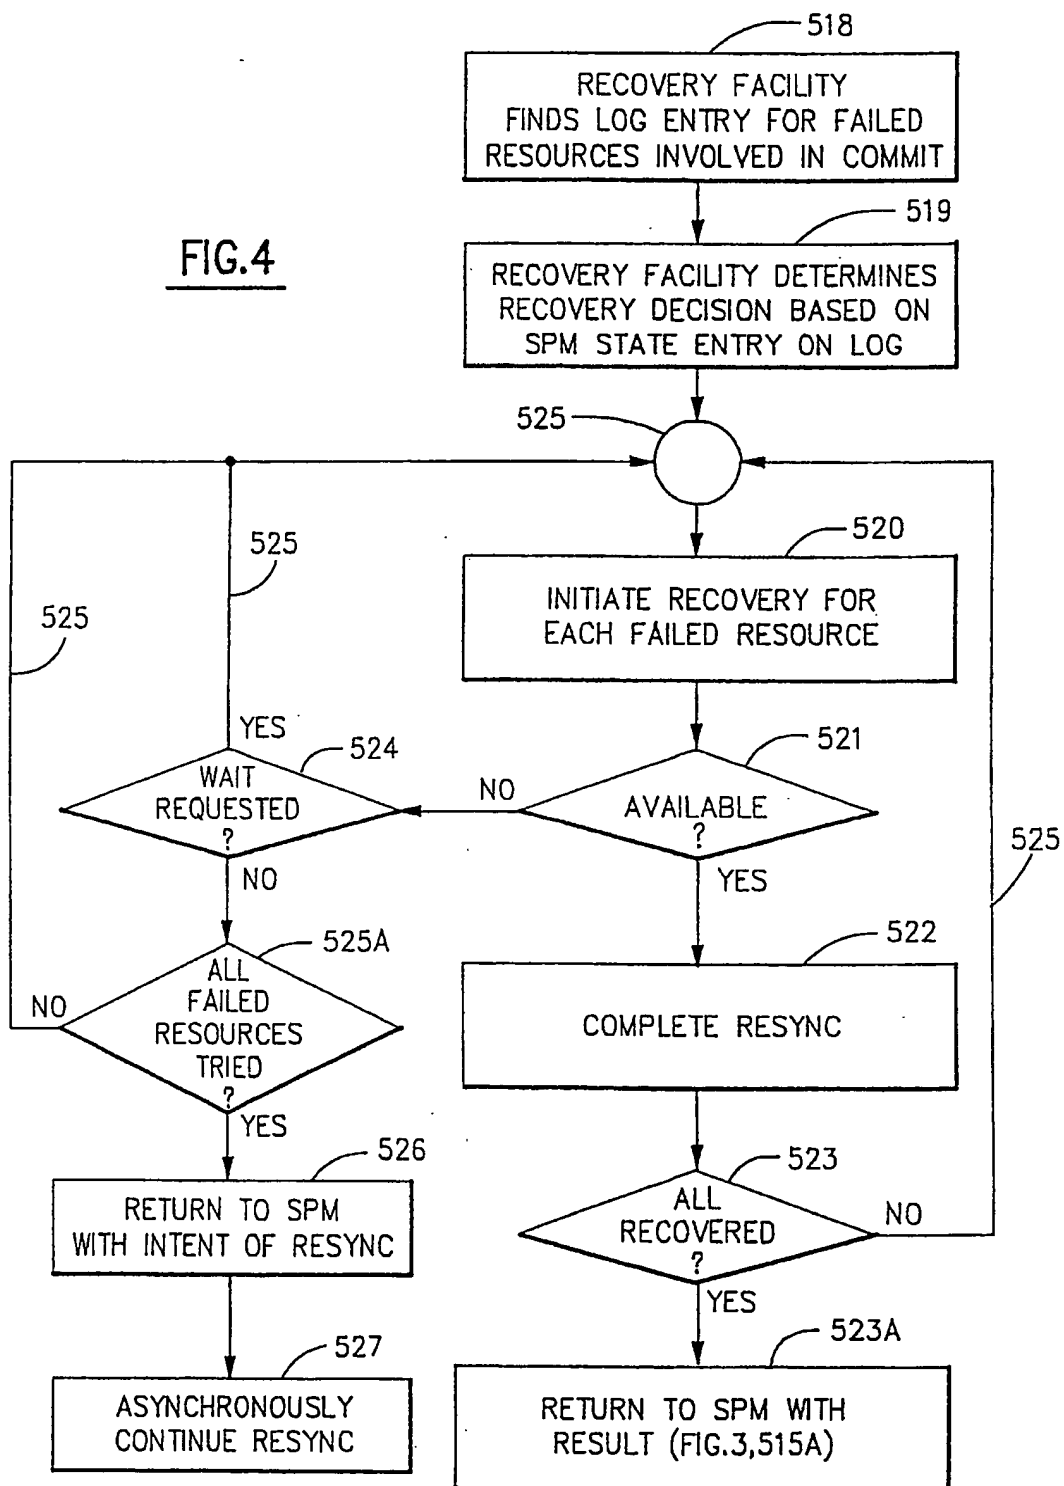 518
RECOVERY FACILITY
FINDS LOG ENTRY FOR FAILED
RESOURCES INVOLVED IN COMMIT
519
FIG.4
RECOVERY FACILITY DETERMINES
RECOVERY DECISION BASED ON
SPM STATE ENTRY ON LOG
525
520
525
INITIATE RECOVERY FOR
EACH FAILED RESOURCE
525
YES
524
521
WAIT
REQUESTED
?
NO
AVAILABLE
?
525
NO
YES
525A
522
ALL
FAILED
RESOURCES
TRIED
?
NO
COMPLETE RESYNC
YES
526
523
RETURN TO SPM
WITH INTENT OF RESYNC
ALL
RECOVERED
?
NO
YES
527
523A
ASYNCHRONOUSLY
CONTINUE RESYNC
RETURN TO SPM WITH
RESULT (FIG.3,515A)